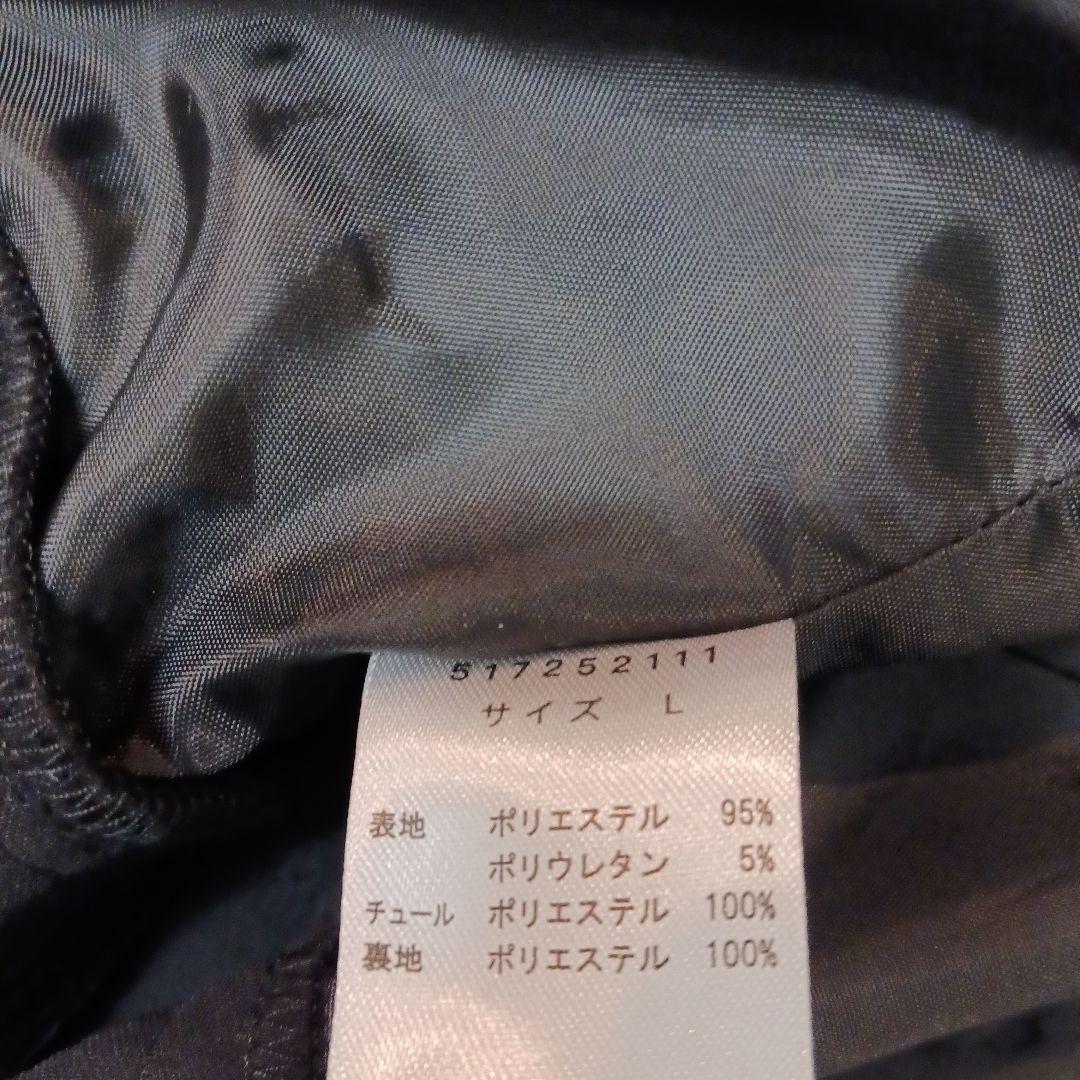 517252111
サイズ L
表地 ポリエステル 95%
ポリウレタン 5%
チュール ポリエステル 100%
裏地 ポリエステル 100%